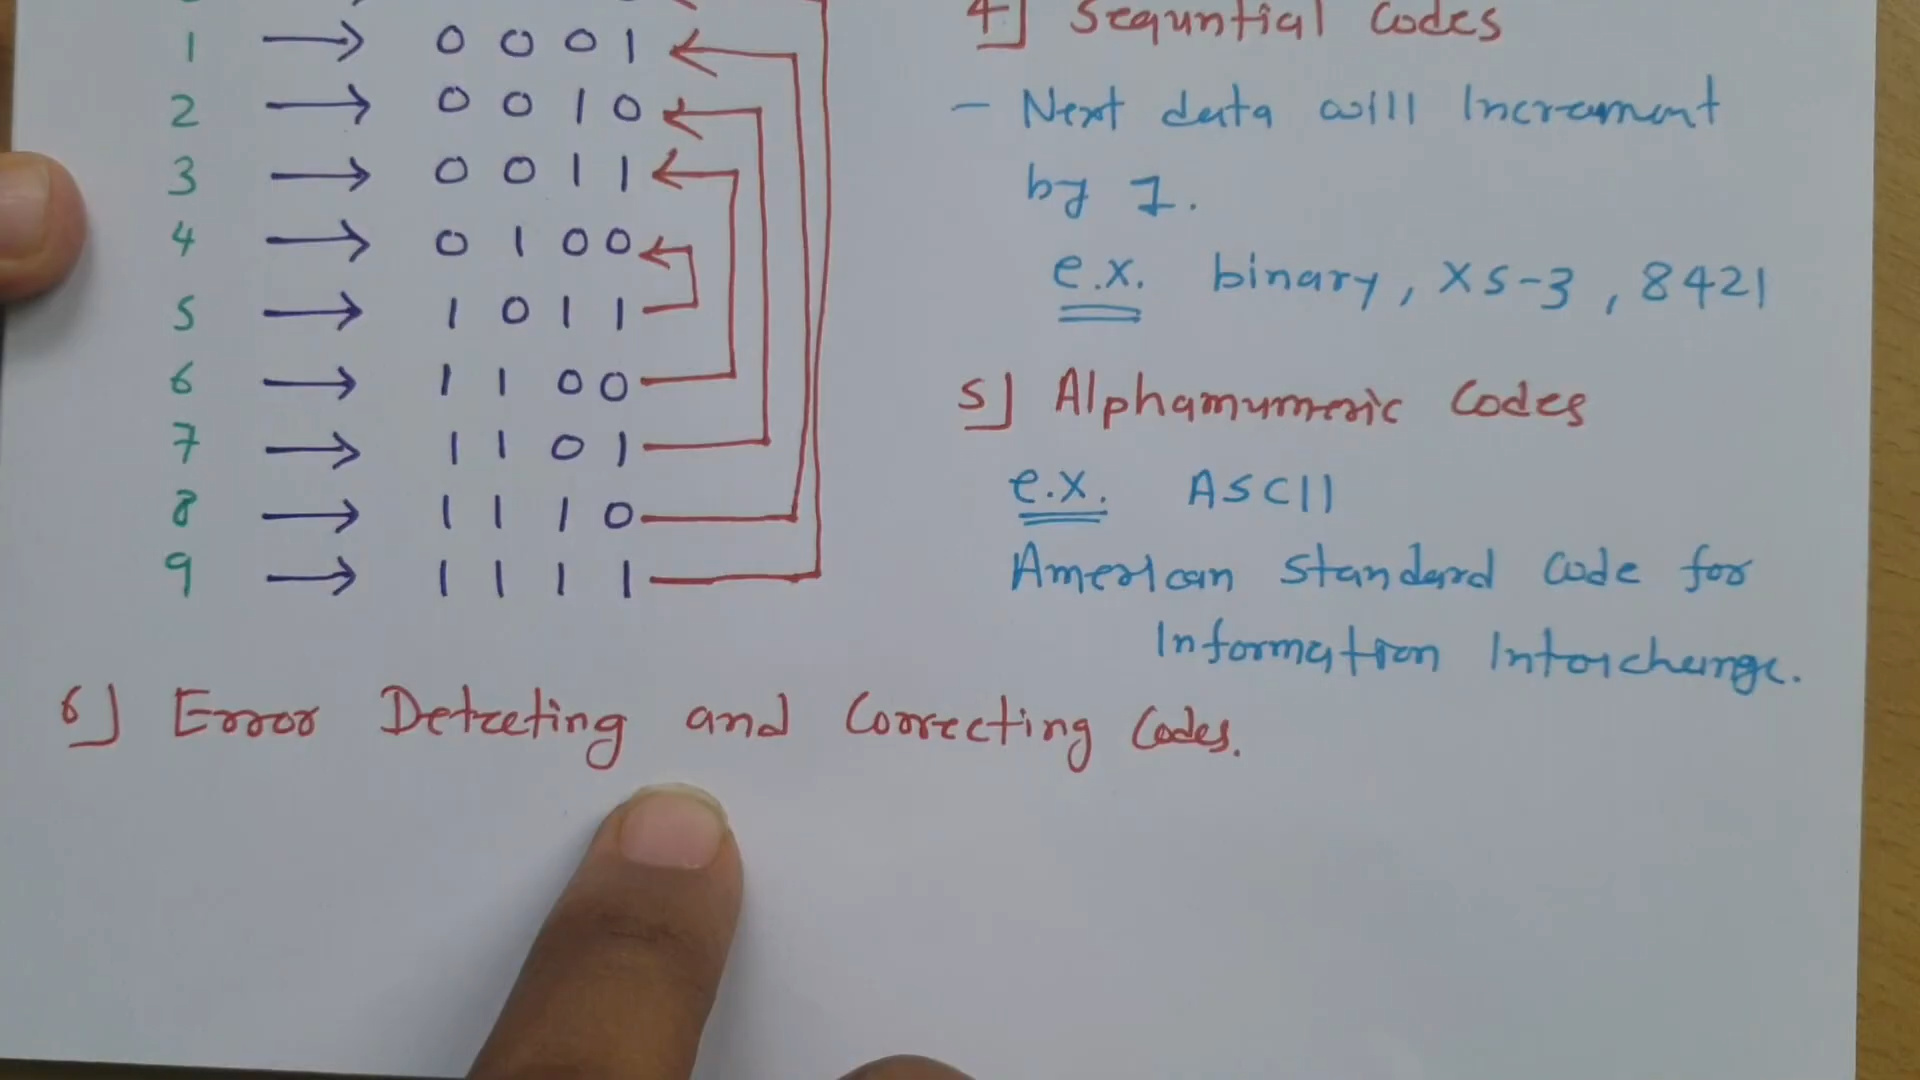 1 → 0 0 0 1
2 → 0 0 1 0
3 → 0 0 1 1
4 → 0 1 0 0
5 → 1 0 1 1
6 → 1 1 0 0
7 → 1 1 0 1
8 → 1 1 1 0
9 → 1 1 1 1
4] Sequntial Codes
- Next data will Increment
by 1.
e.x. binary, XS-3, 8421
5] Alphanumeric Codes
e.x. ASCII
American Standard Code for
Information Interchange.
6] Error Detecting and Correcting Codes.